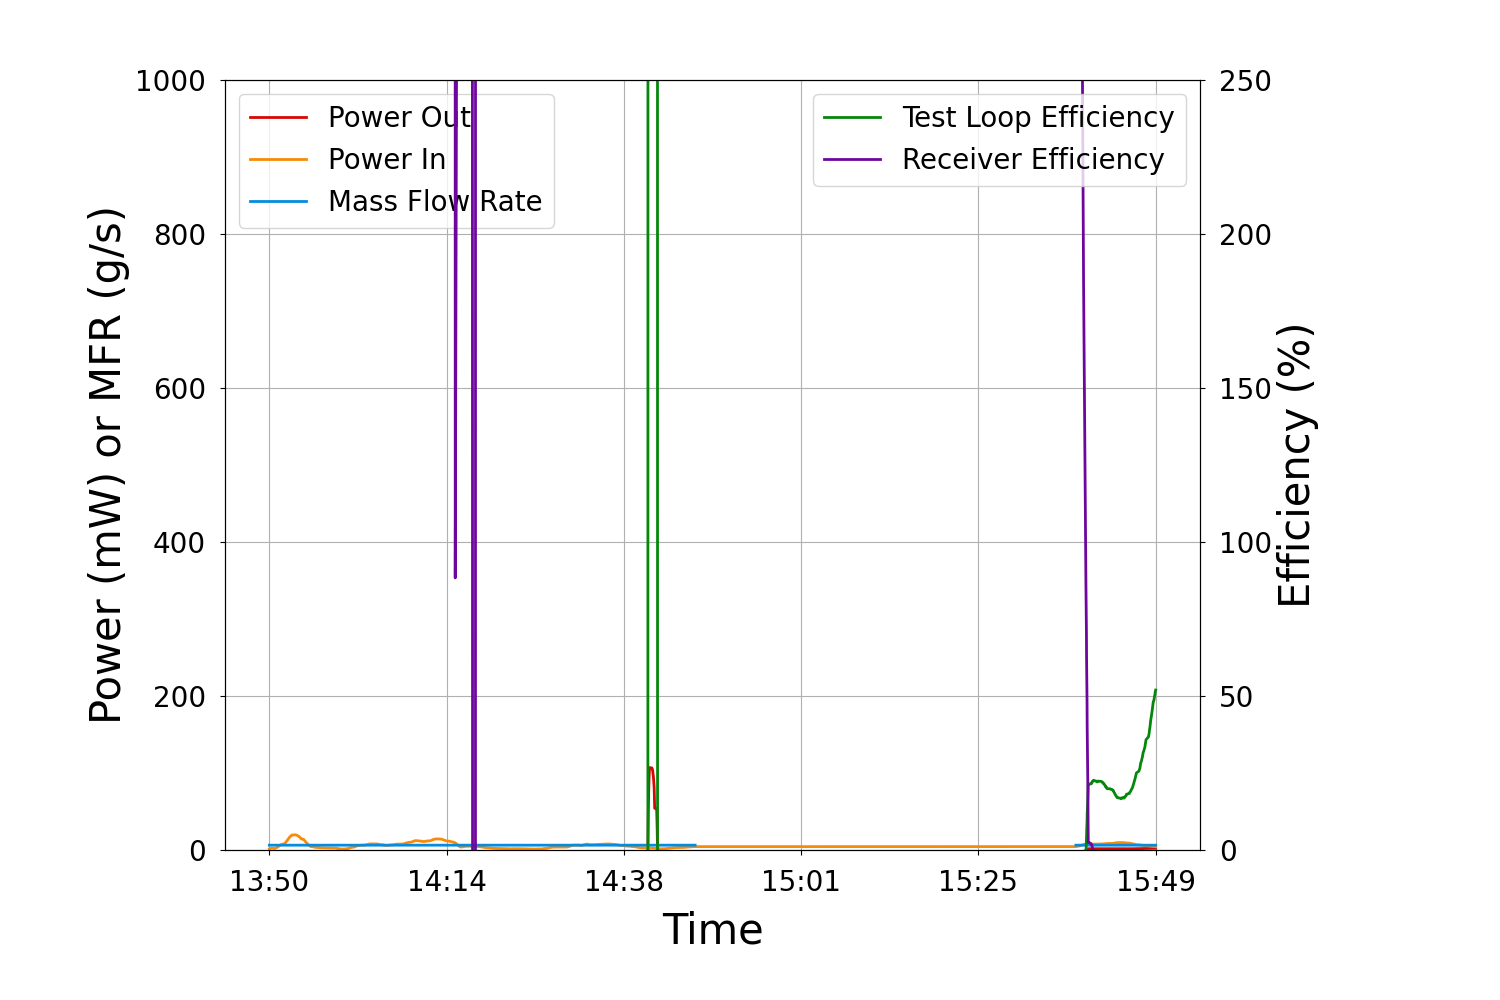 1000
800
600
400
200
0
Power (mW) or MFR (g/s)
Power Out
Power In
Mass Flow Rate
Test Loop Efficiency
Receiver Efficiency
250
200
150
100
50
0
Efficiency (%)
13:50 14:14 14:38 15:01 15:25 15:49
Time